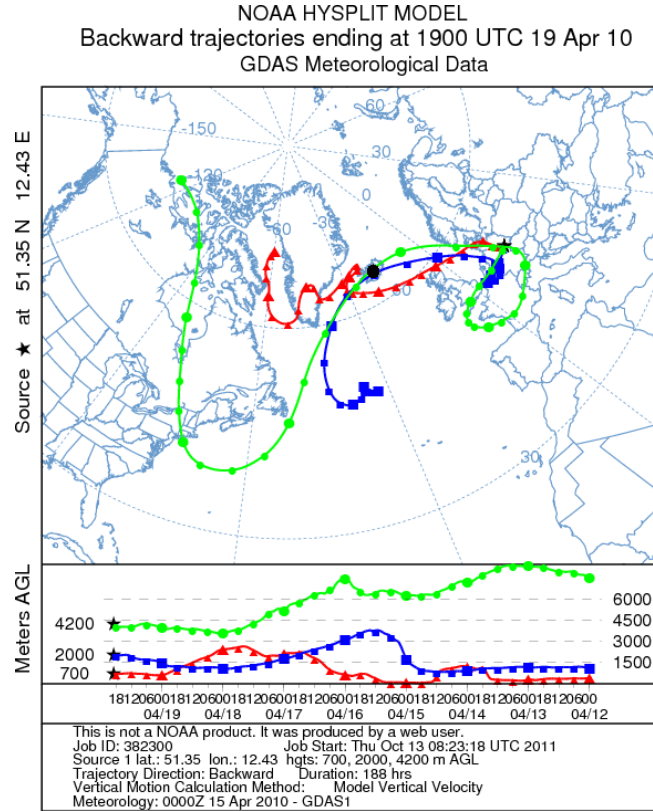 NOAA HYSPLIT MODEL
Backward trajectories ending at 1900 UTC 19 Apr 10
GDAS Meteorological Data
Source ★ at 51.35 N 12.43 E
-150
-130
60
30
0
60
30
Meters AGL
4200
2000
700
6000
4500
3000
1500
18 12 06 00 18 12 06 00 18 12 06 00 18 12 06 00 18 12 06 00 18 12 06 00 18 12 06 00 18 12 06 00
04/19 04/18 04/17 04/16 04/15 04/14 04/13 04/12
This is not a NOAA product. It was produced by a web user.
Job ID: 382300 Job Start: Thu Oct 13 08:23:18 UTC 2011
Source 1 lat.: 51.35 lon.: 12.43 hgts: 700, 2000, 4200 m AGL
Trajectory Direction: Backward Duration: 188 hrs
Vertical Motion Calculation Method: Model Vertical Velocity
Meteorology: 0000Z 15 Apr 2010 - GDAS1